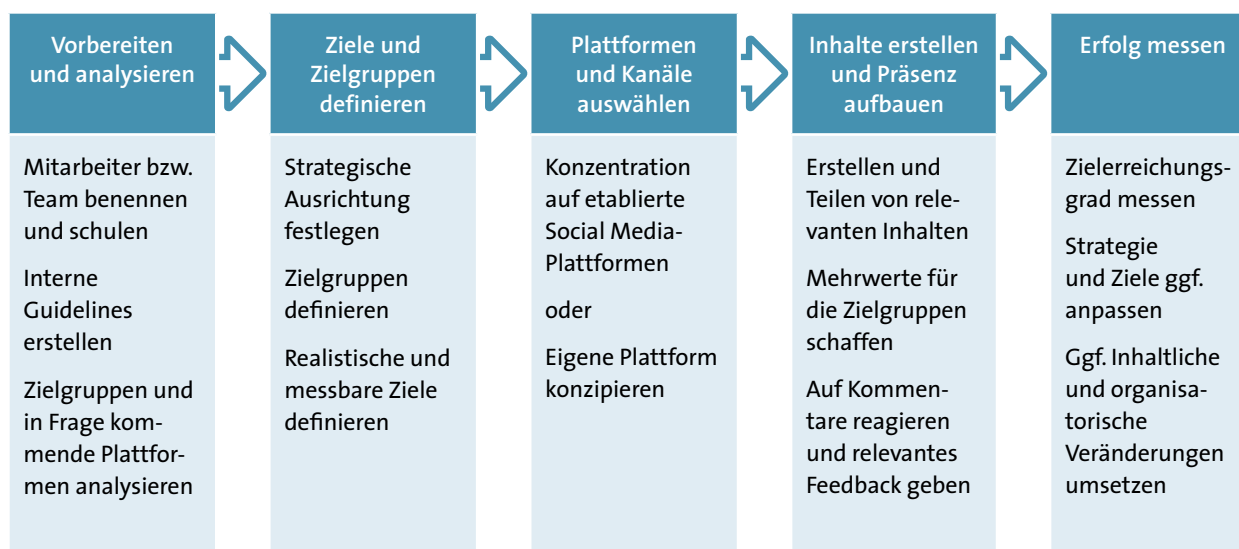 Vorbereiten
und analysieren
Mitarbeiter bzw.
Team benennen
und schulen
Interne
Guidelines
erstellen
Zielgruppen und
in Frage kom-
mende Plattfor-
men analysieren
Ziele und
Zielgruppen
definieren
Strategische
Ausrichtung
festlegen
Zielgruppen
definieren
Realistische und
messbare Ziele
definieren
Plattformen
und Kanäle
auswählen
Konzentration
auf etablierte
Social Media-
Plattformen
oder
Eigene Plattform
konzipieren
Inhalte erstellen
und Präsenz
aufbauen
Erstellen und
Teilen von rele-
vanten Inhalten
Mehrwerte für
die Zielgruppen
schaffen
Auf Kommen-
tare reagieren
und relevantes
Feedback geben
Erfolg messen
Zielerreichungs-
grad messen
Strategie
und Ziele ggf.
anpassen
Ggf. Inhaltliche
und organisa-
torische
Veränderungen
umsetzen